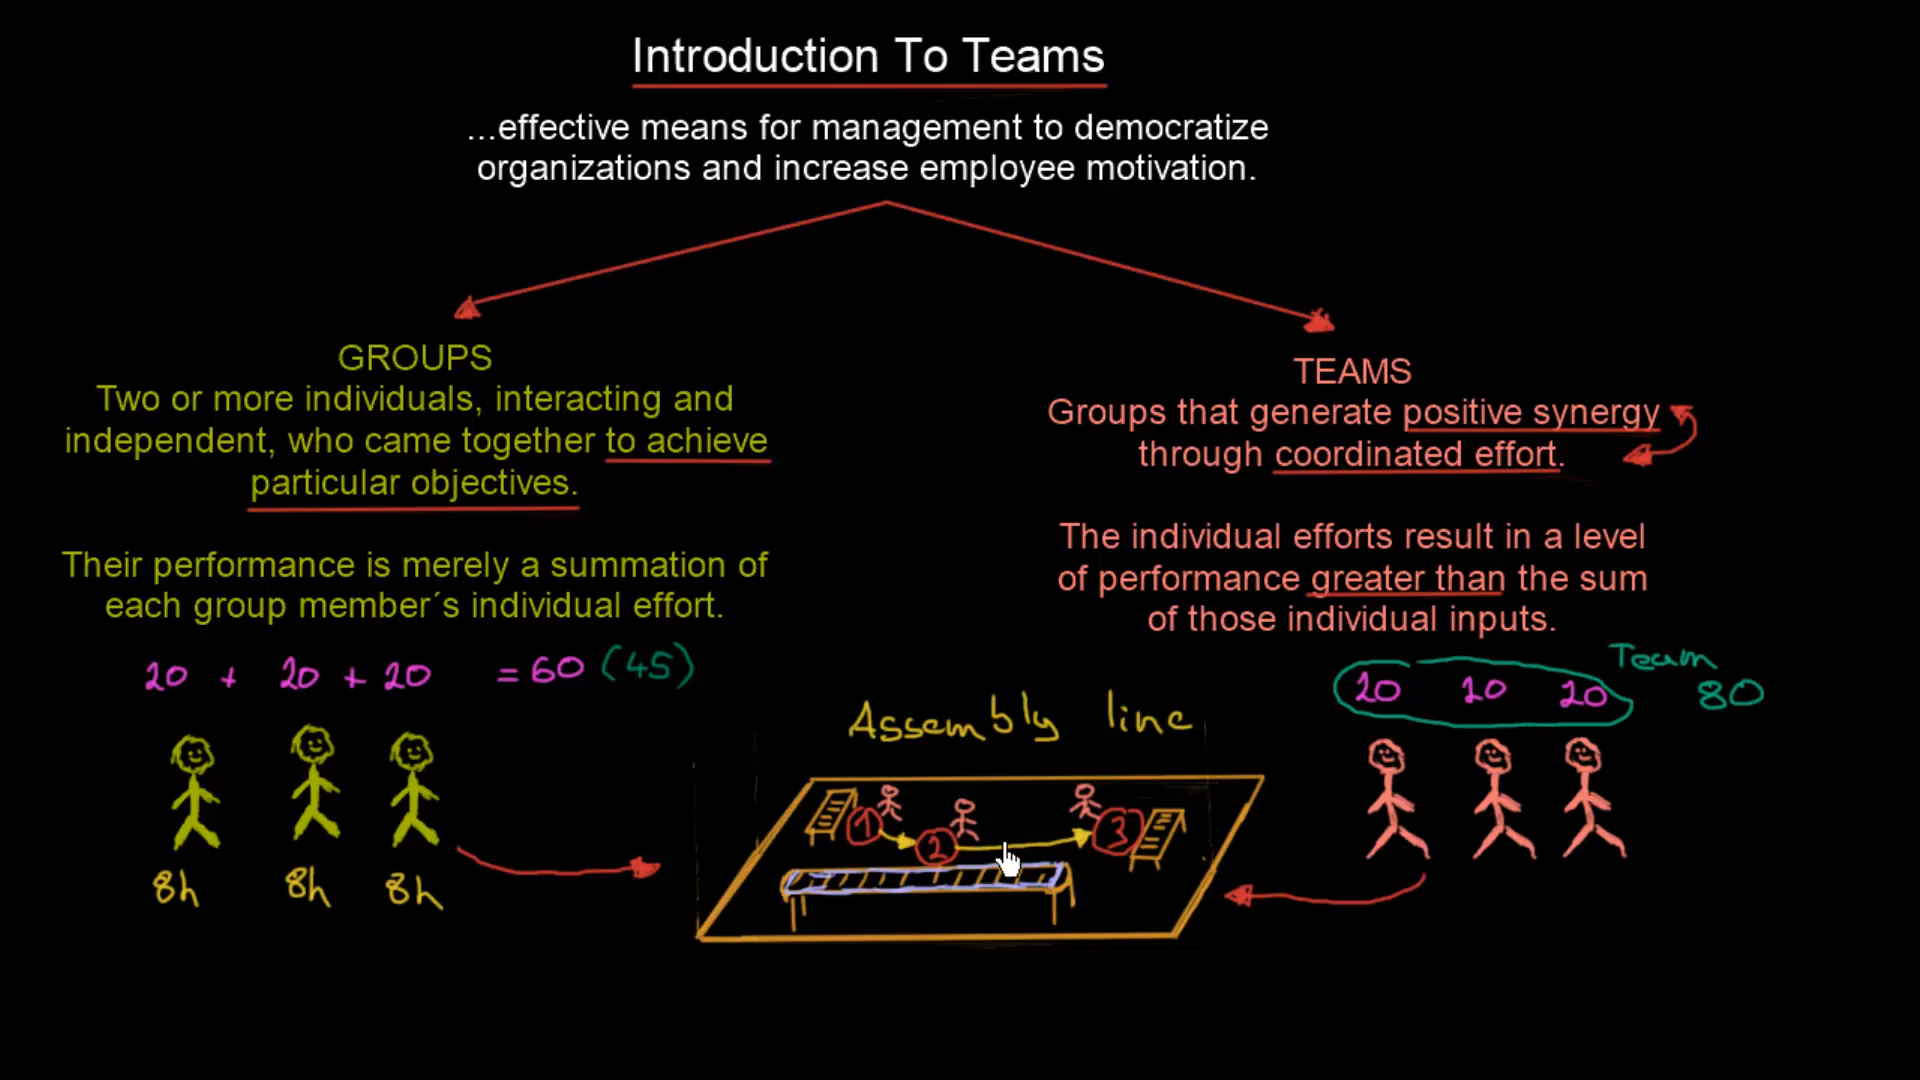 Introduction To Teams
...effective means for management to democratize
organizations and increase employee motivation.
GROUPS
Two or more individuals, interacting and
independent, who came together to achieve
particular objectives.
Their performance is merely a summation of
each group member´s individual effort.
20 + 20 + 20 = 60 (45)
8h 8h 8h
TEAMS
Groups that generate positive synergy
through coordinated effort.
The individual efforts result in a level
of performance greater than the sum
of those individual inputs.
Team
20 20 20 80
Assembly line
1 2 3